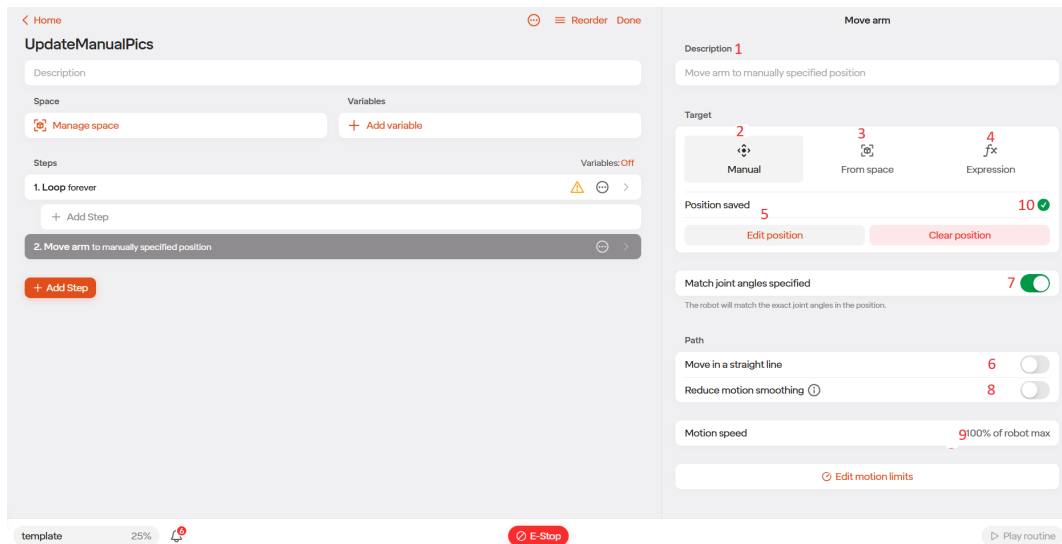 Home
Reorder Done
UpdateManualPics
Description
Space
Variables
Manage space
+ Add variable
Steps
Variables: Off
1. Loop forever
+ Add Step
2. Move arm to manually specified position
+ Add Step
Move arm
Description 1
Move arm to manually specified position
Target
2 3 4
Manual
From space
fx
Expression
Position saved
10
5
Edit position
Clear position
Match joint angles specified 7
The robot will match the exact joint angles in the position.
Path
Move in a straight line 6
Reduce motion smoothing 8
Motion speed 9 100% of robot max
Edit motion limits
template 25% 6
E-Stop
Play routine